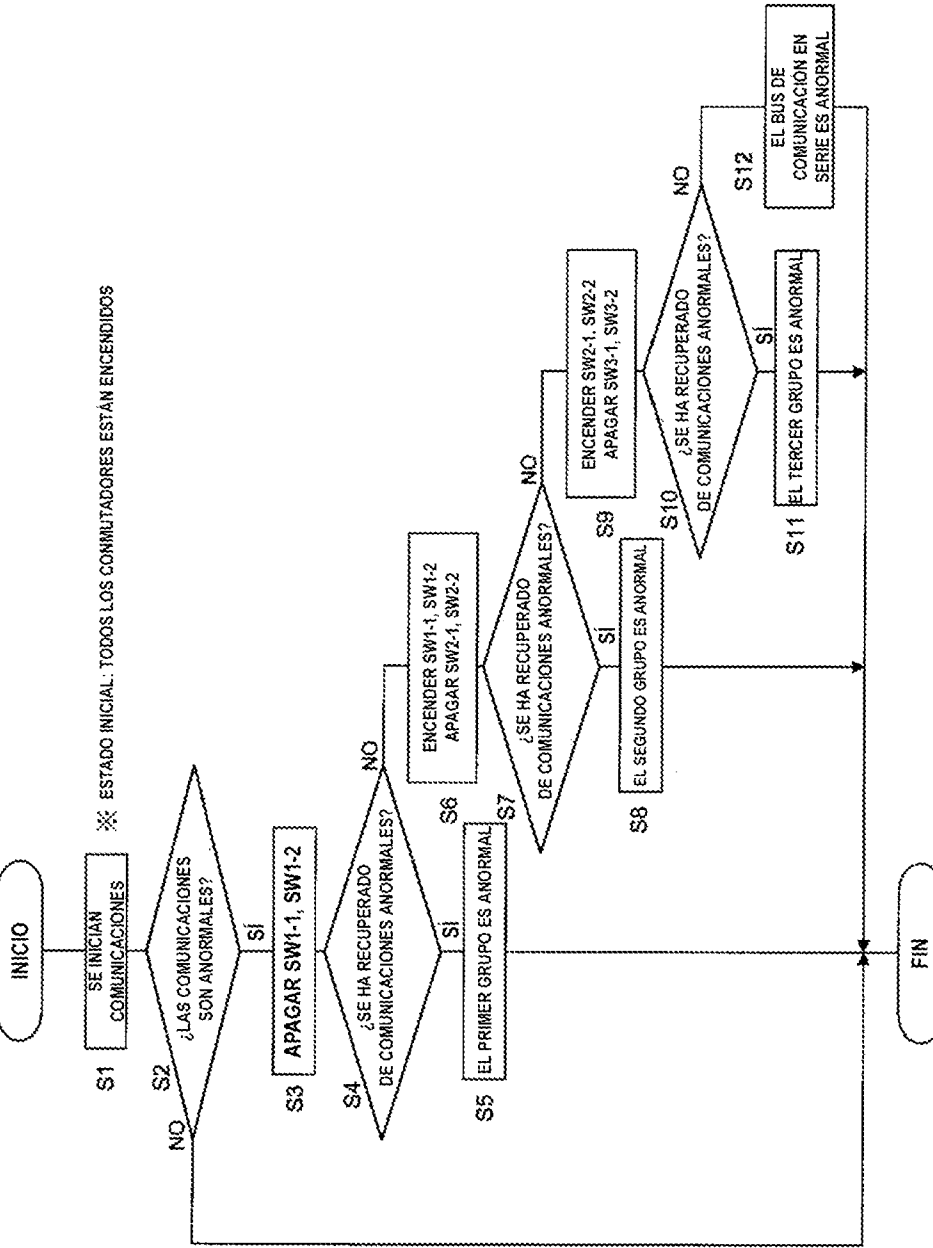 INICIO
SE INICIAN
COMUNICACIONES
※ ESTADO INICIAL: TODOS LOS CONMUTADORES ESTÁN ENCENDIDOS
S1
¿LAS COMUNICACIONES
SON ANORMALES?
S2
NO
SÍ
S3
APAGAR SW1-1, SW1-2
S4
¿SE HA RECUPERADO
DE COMUNICACIONES ANORMALES?
NO
SÍ
S5
EL PRIMER GRUPO ES ANORMAL
S6
ENCENDER SW1-1, SW1-2
APAGAR SW2-1, SW2-2
S7
¿SE HA RECUPERADO
DE COMUNICACIONES ANORMALES?
NO
SÍ
S8
EL SEGUNDO GRUPO ES ANORMAL
S9
ENCENDER SW2-1, SW2-2
APAGAR SW3-1, SW3-2
S10
¿SE HA RECUPERADO
DE COMUNICACIONES ANORMALES?
NO
SÍ
S11
EL TERCER GRUPO ES ANORMAL
S12
EL BUS DE
COMUNICACIÓN EN
SERIE ES ANORMAL
FIN